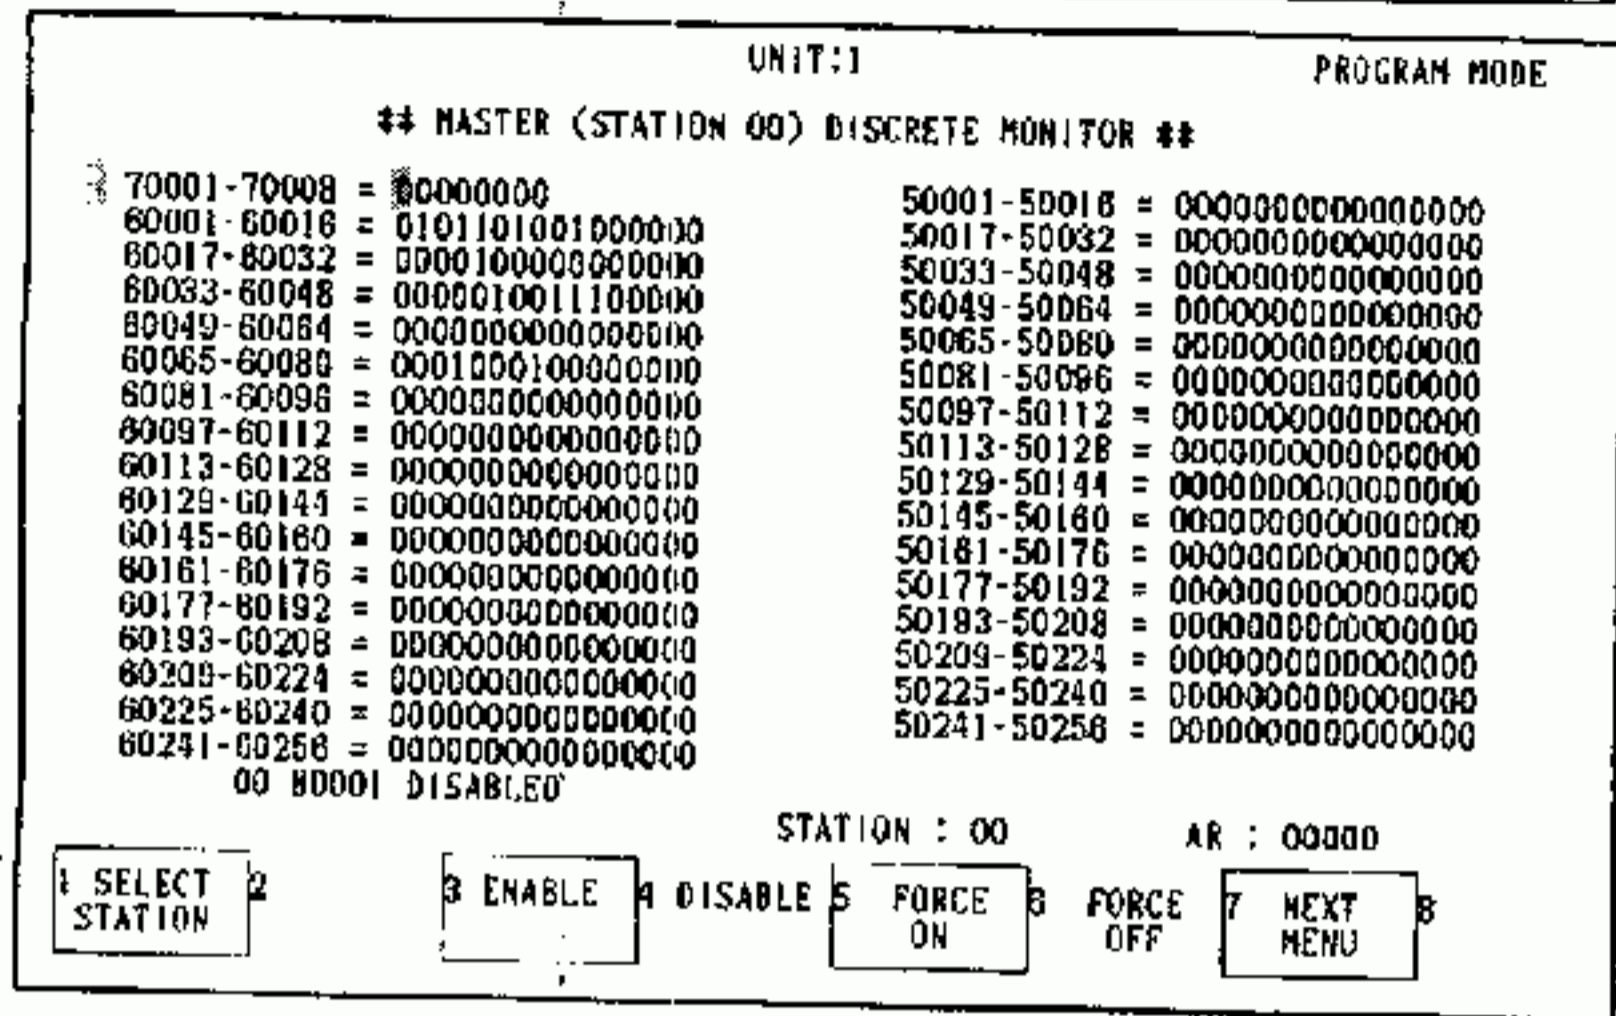 UNIT:1
PROGRAM MODE
## MASTER (STATION 00) DISCRETE MONITOR ##
70001-70008 = 00000000
60001-60016 = 0101101001000000
60017-60032 = 0000100000000000
60033-60048 = 0000010011100000
60049-60064 = 0000000000000000
60065-60080 = 0001000100000000
60081-60096 = 0000000000000000
60097-60112 = 0000000000000000
60113-60128 = 0000000000000000
60129-60144 = 0000000000000000
60145-60160 = 0000000000000000
60161-60176 = 0000000000000000
60177-60192 = 0000000000000000
60193-60208 = 0000000000000000
60209-60224 = 0000000000000000
60225-60240 = 0000000000000000
60241-60256 = 0000000000000000
50001-50016 = 0000000000000000
50017-50032 = 0000000000000000
50033-50048 = 0000000000000000
50049-50064 = 0000000000000000
50065-50080 = 0000000000000000
50081-50096 = 0000000000000000
50097-50112 = 0000000000000000
50113-50128 = 0000000000000000
50129-50144 = 0000000000000000
50145-50160 = 0000000000000000
50161-50176 = 0000000000000000
50177-50192 = 0000000000000000
50193-50208 = 0000000000000000
50209-50224 = 0000000000000000
50225-50240 = 0000000000000000
50241-50256 = 0000000000000000
00 DISABLED
STATION : 00
AR : 00000
1 SELECT
STATION
2
3 ENABLE
4 DISABLE
5 FORCE
ON
6 FORCE
OFF
7 NEXT
MENU
8